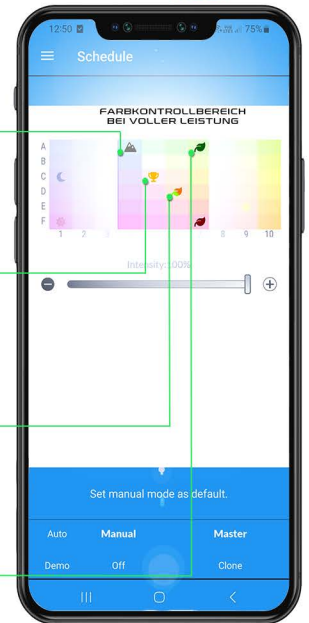 12:50 75%
Schedule
FARBKONTROLLBEREICH
BEI VOLLER LEISTUNG
A
B
C
D
E
F
1 2 3 8 9 10
Intensity: 100%
Set manual mode as default.
Auto Manual Master
Demo Off Clone